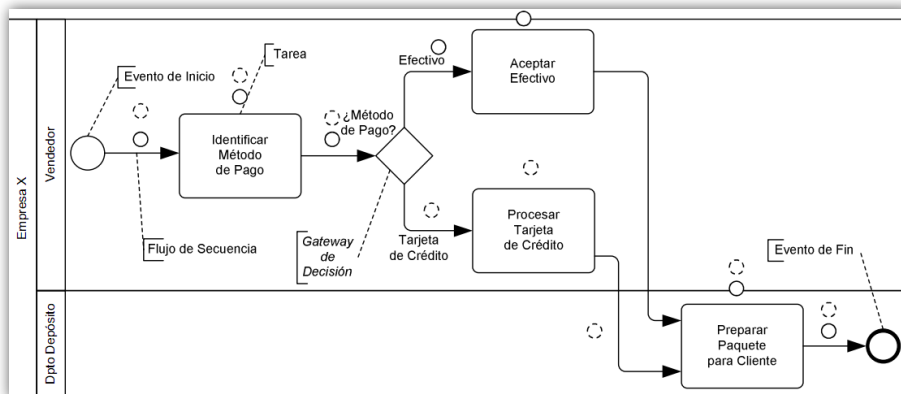 Empresa X
Vendedor
Dpto Depósito
Evento de Inicio
Tarea
Identificar
Método
de Pago
Flujo de Secuencia
¿Método
de Pago?
Gateway
de
Decisión
Efectivo
Aceptar
Efectivo
Tarjeta
de Crédito
Procesar
Tarjeta
de Crédito
Evento de Fin
Preparar
Paquete
para Cliente